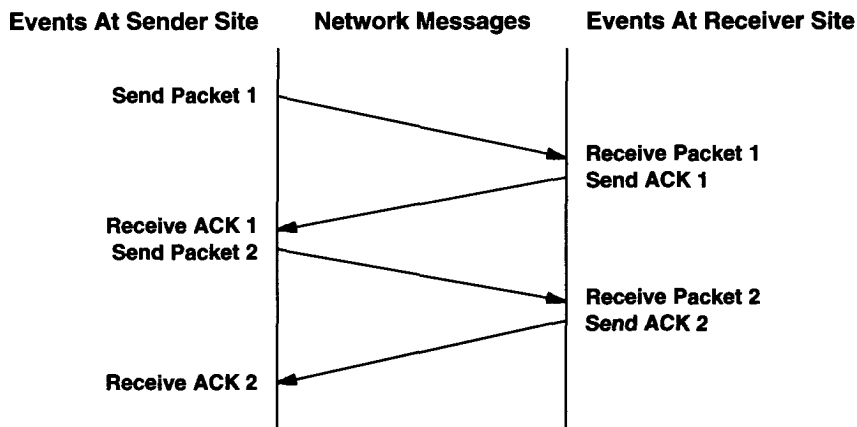 Events At Sender Site
Network Messages
Events At Receiver Site
Send Packet 1
Receive Packet 1
Send ACK 1
Receive ACK 1
Send Packet 2
Receive Packet 2
Send ACK 2
Receive ACK 2